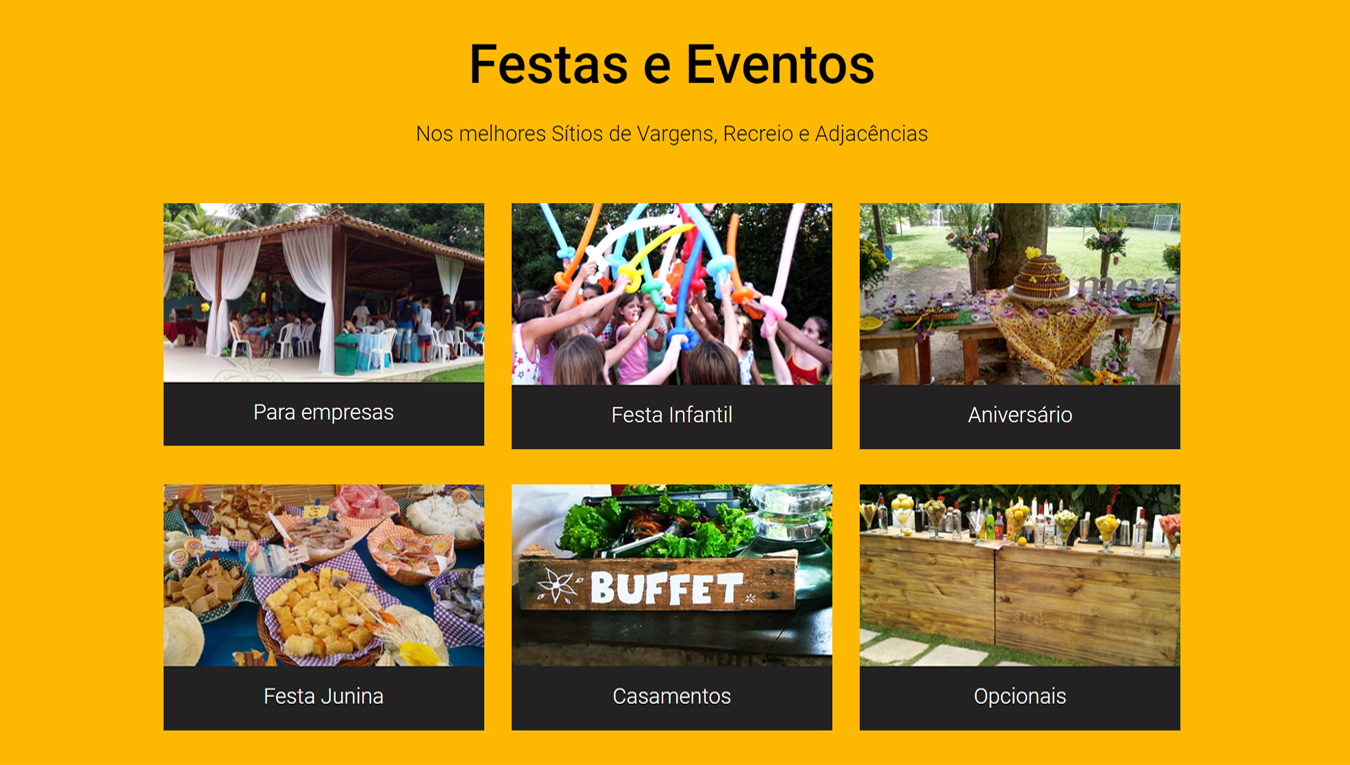 Festas e Eventos
Nos melhores Sítios de Vargens, Recreio e Adjacências
Para empresas
Festa Infantil
Aniversário
BUFFET
Festa Junina
Casamentos
Opcionais